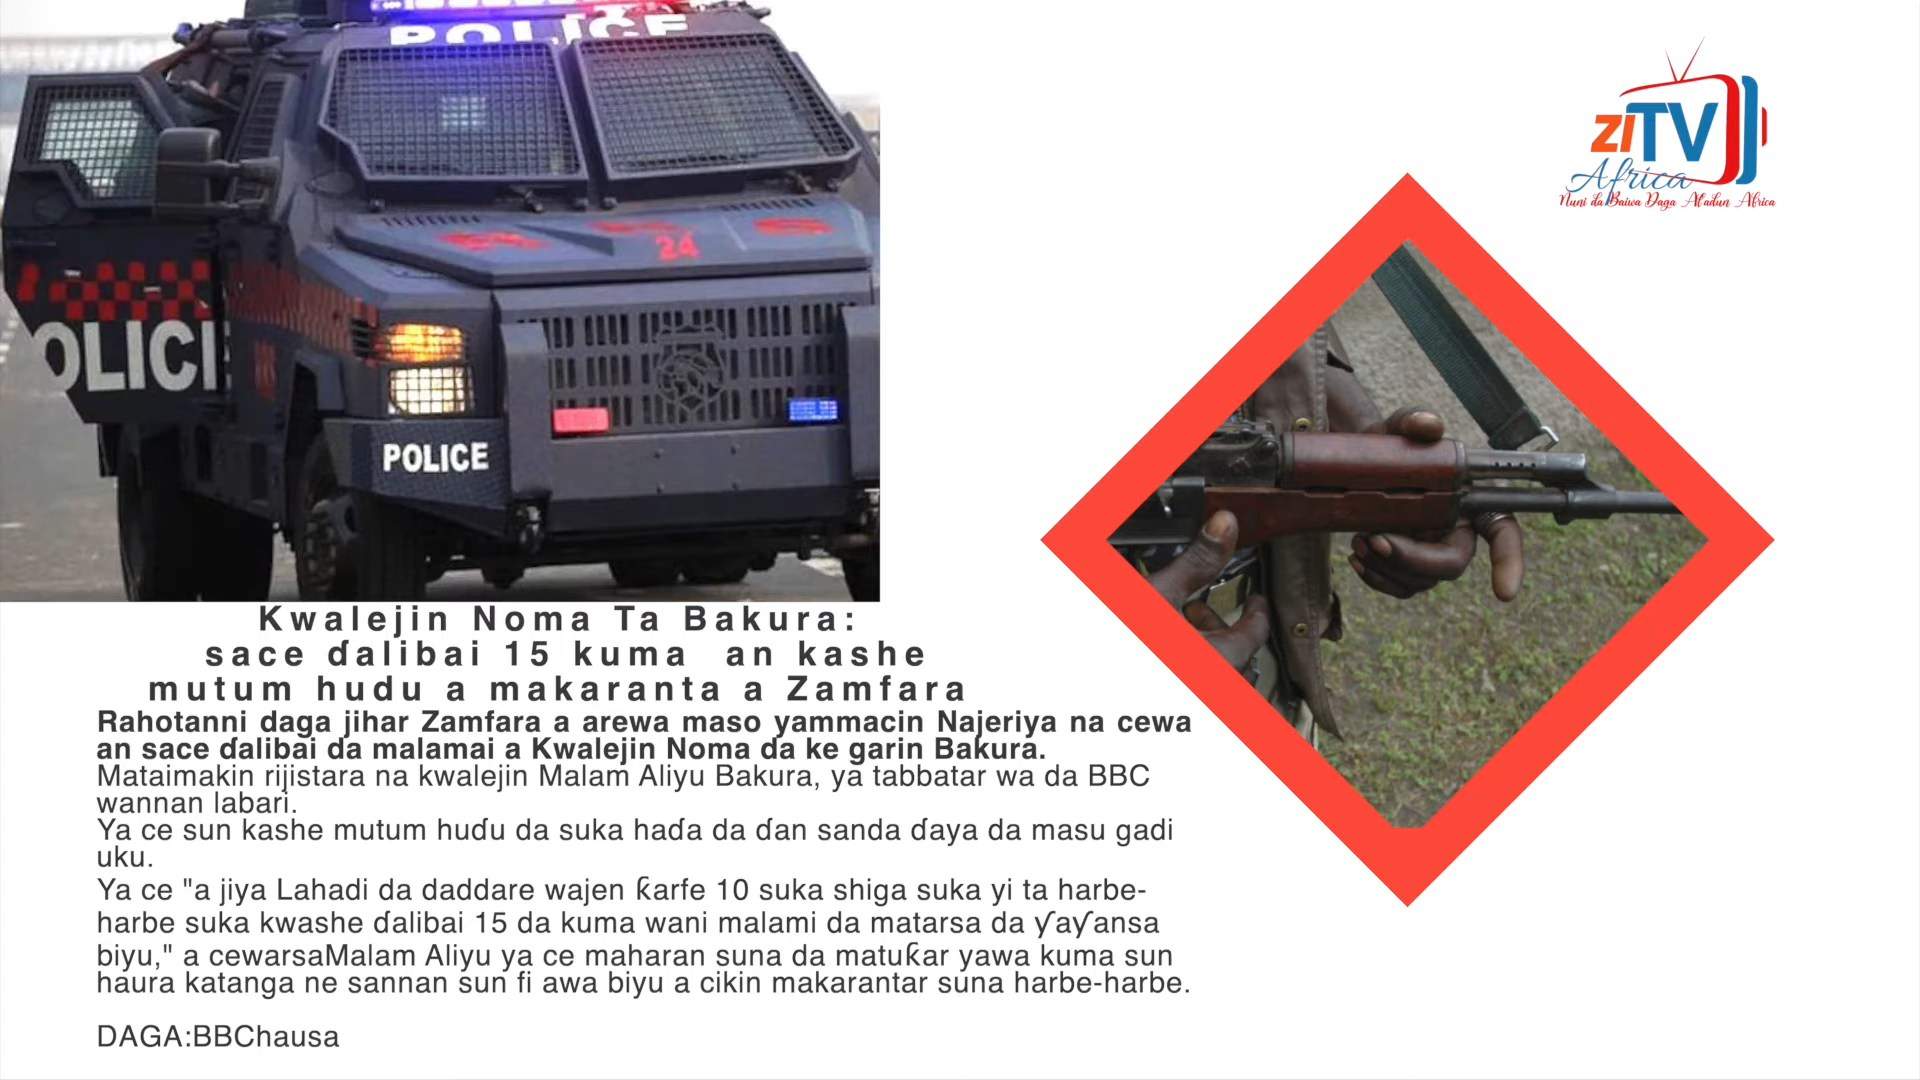 POLICE
24
OLICE
POLICE
ziTV
Africa
Nuni da Baiwa Daga Al'adun Africa
Kwalejin Noma Ta Bakura:
sace ɗalibai 15 kuma an kashe
mutum hudu a makaranta a Zamfara
Rahotanni daga jihar Zamfara a arewa maso yammacin Najeriya na cewa
an sace ɗalibai da malamai a Kwalejin Noma da ke garin Bakura.
Mataimakin rijistara na kwalejin Malam Aliyu Bakura, ya tabbatar wa da BBC
wannan labari.
Ya ce sun kashe mutum huɗu da suka haɗa da ɗan sanda ɗaya da masu gadi
uku.
Ya ce "a jiya Lahadi da daddare wajen ƙarfe 10 suka shiga suka yi ta harbe-
harbe suka kwashe ɗalibai 15 da kuma wani malami da matarsa da ƴaƴansa
biyu," a cewarsaMalam Aliyu ya ce maharan suna da matuƙar yawa kuma sun
haura katanga ne sannan sun fi awa biyu a cikin makarantar suna harbe-harbe.
DAGA:BBChausa